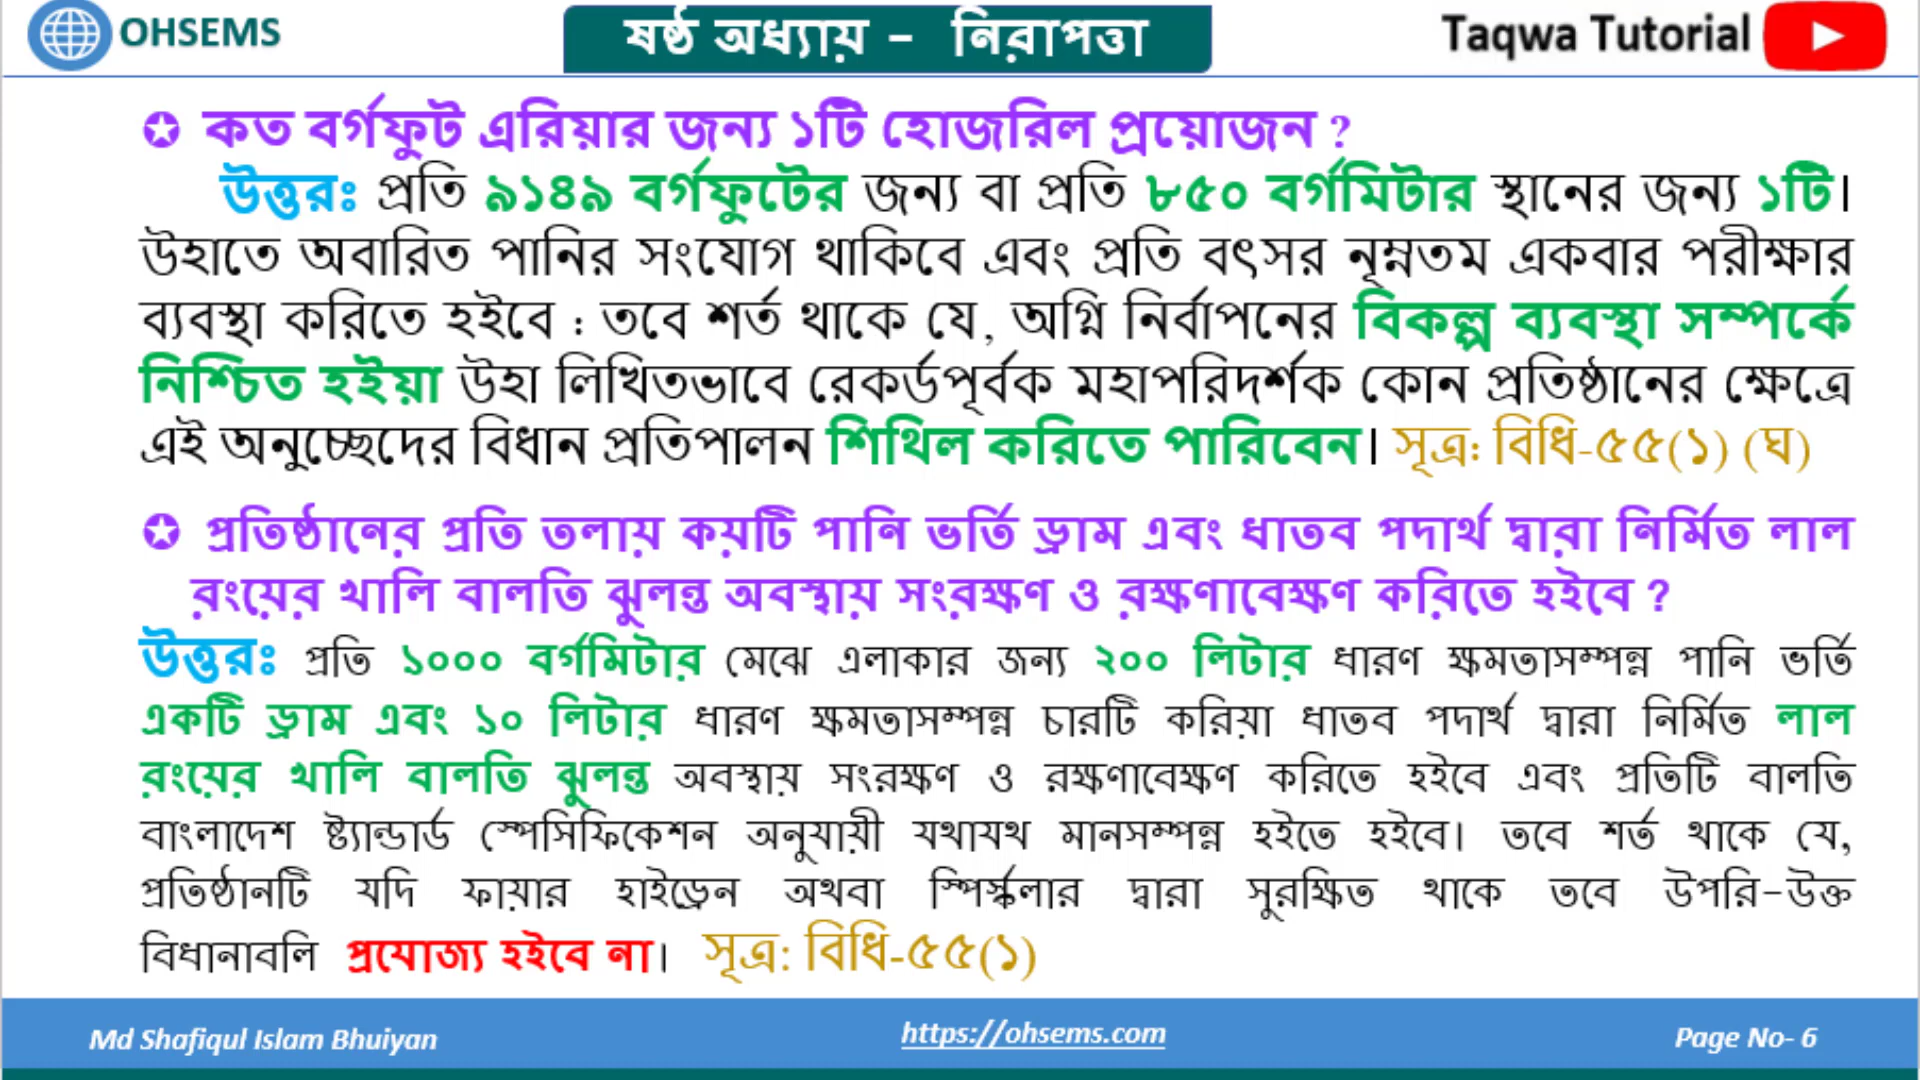 OHSEMS
ষষ্ঠ অধ্যায় – নিরাপত্তা
Taqwa Tutorial
✪ কত বর্গফুট এরিয়ার জন্য ১টি হোজরিল প্রয়োজন ?
উত্তরঃ প্রতি ৯১৪৯ বর্গফুটের জন্য বা প্রতি ৮৫০ বর্গমিটার স্থানের জন্য ১টি।
উহাতে অবারিত পানির সংযোগ থাকিবে এবং প্রতি বৎসর নূন্নতম একবার পরীক্ষার
ব্যবস্থা করিতে হইবে : তবে শর্ত থাকে যে, অগ্নি নির্বাপনের বিকল্প ব্যবস্থা সম্পর্কে
নিশ্চিত হইয়া উহা লিখিতভাবে রেকর্ডপূর্বক মহাপরিদর্শক কোন প্রতিষ্ঠানের ক্ষেত্রে
এই অনুচ্ছেদের বিধান প্রতিপালন শিথিল করিতে পারিবেন। সূত্র: বিধি-৫৫(১) (ঘ)
✪ প্রতিষ্ঠানের প্রতি তলায় কয়টি পানি ভর্তি ড্রাম এবং ধাতব পদার্থ দ্বারা নির্মিত লাল
রংয়ের খালি বালতি ঝুলন্ত অবস্থায় সংরক্ষণ ও রক্ষণাবেক্ষণ করিতে হইবে ?
উত্তরঃ প্রতি ১০০০ বর্গমিটার মেঝে এলাকার জন্য ২০০ লিটার ধারণ ক্ষমতাসম্পন্ন পানি ভর্তি
একটি ড্রাম এবং ১০ লিটার ধারণ ক্ষমতাসম্পন্ন চারটি করিয়া ধাতব পদার্থ দ্বারা নির্মিত লাল
রংয়ের খালি বালতি ঝুলন্ত অবস্থায় সংরক্ষণ ও রক্ষণাবেক্ষণ করিতে হইবে এবং প্রতিটি বালতি
বাংলাদেশ ষ্ট্যান্ডার্ড স্পেসিফিকেশন অনুযায়ী যথাযথ মানসম্পন্ন হইতে হইবে। তবে শর্ত থাকে যে,
প্রতিষ্ঠানটি যদি ফায়ার হাইড্রেন অথবা স্পির্স্কলার দ্বারা সুরক্ষিত থাকে তবে উপরি-উক্ত
বিধানাবলি প্রযোজ্য হইবে না। সূত্র: বিধি-৫৫(১)
Md Shafiqul Islam Bhuiyan
https://ohsems.com
Page No- 6